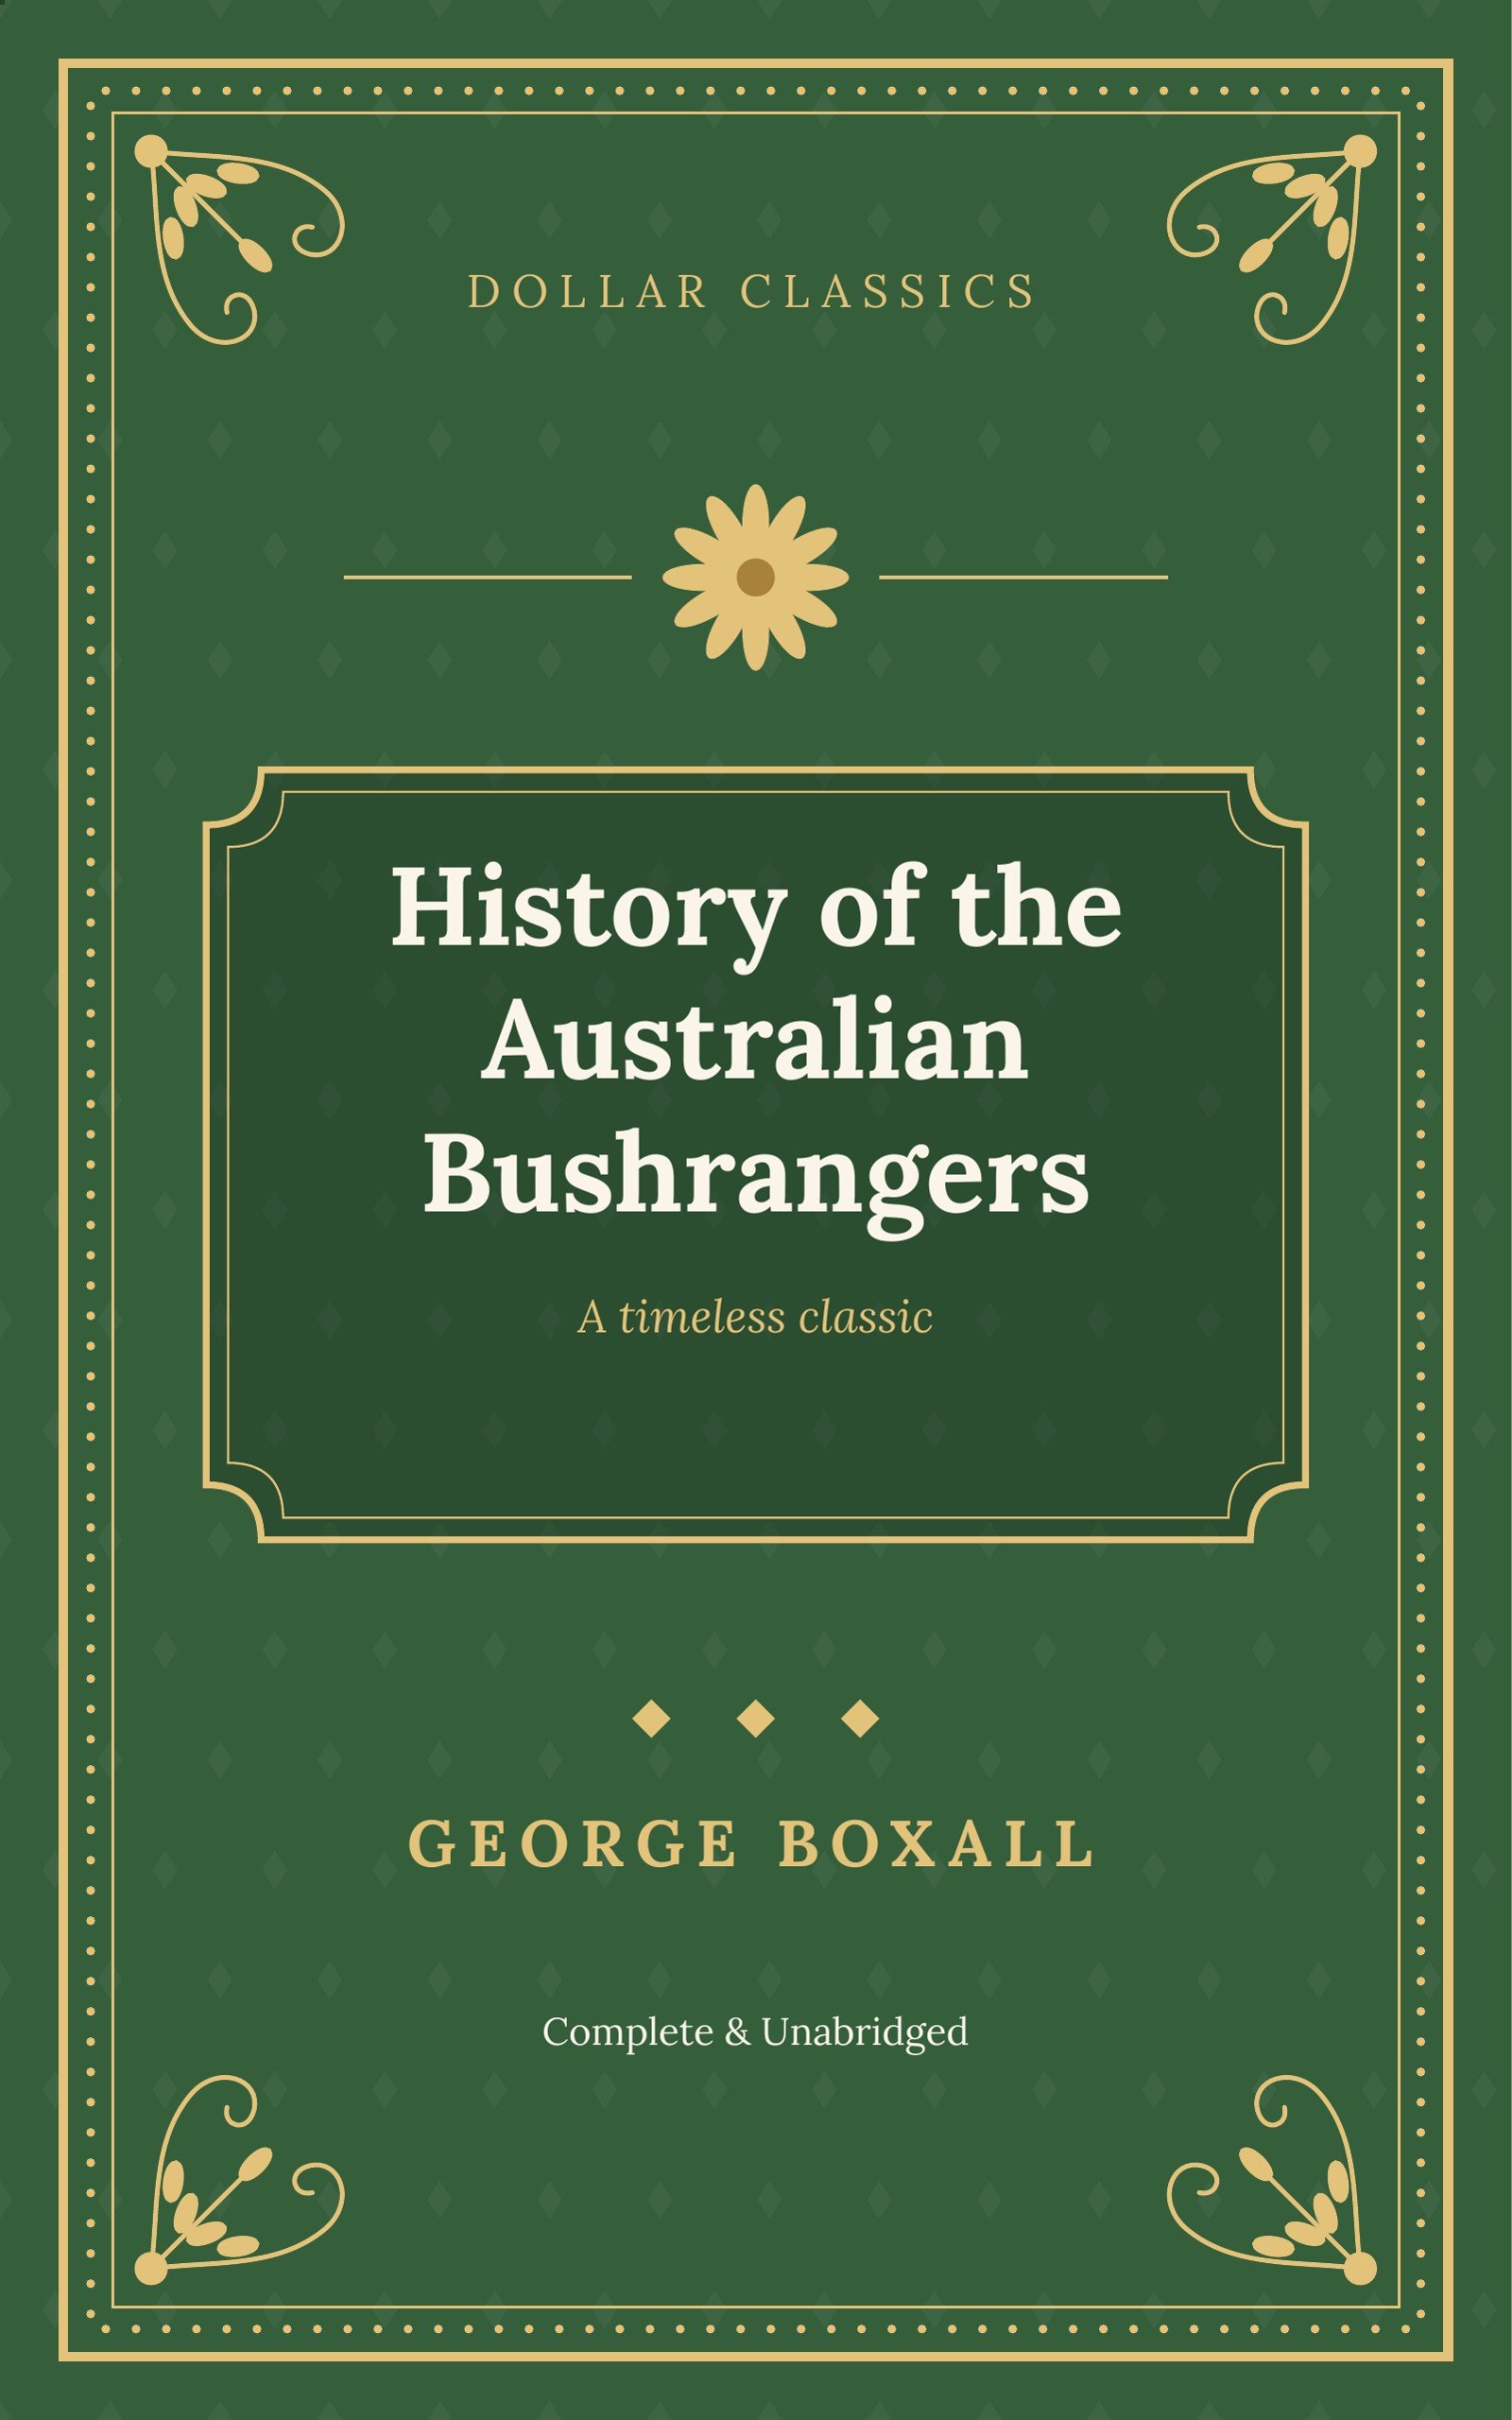 DOLLAR CLASSICS
History of the
Australian
Bushrangers
A timeless classic
GEORGE BOXALL
Complete & Unabridged